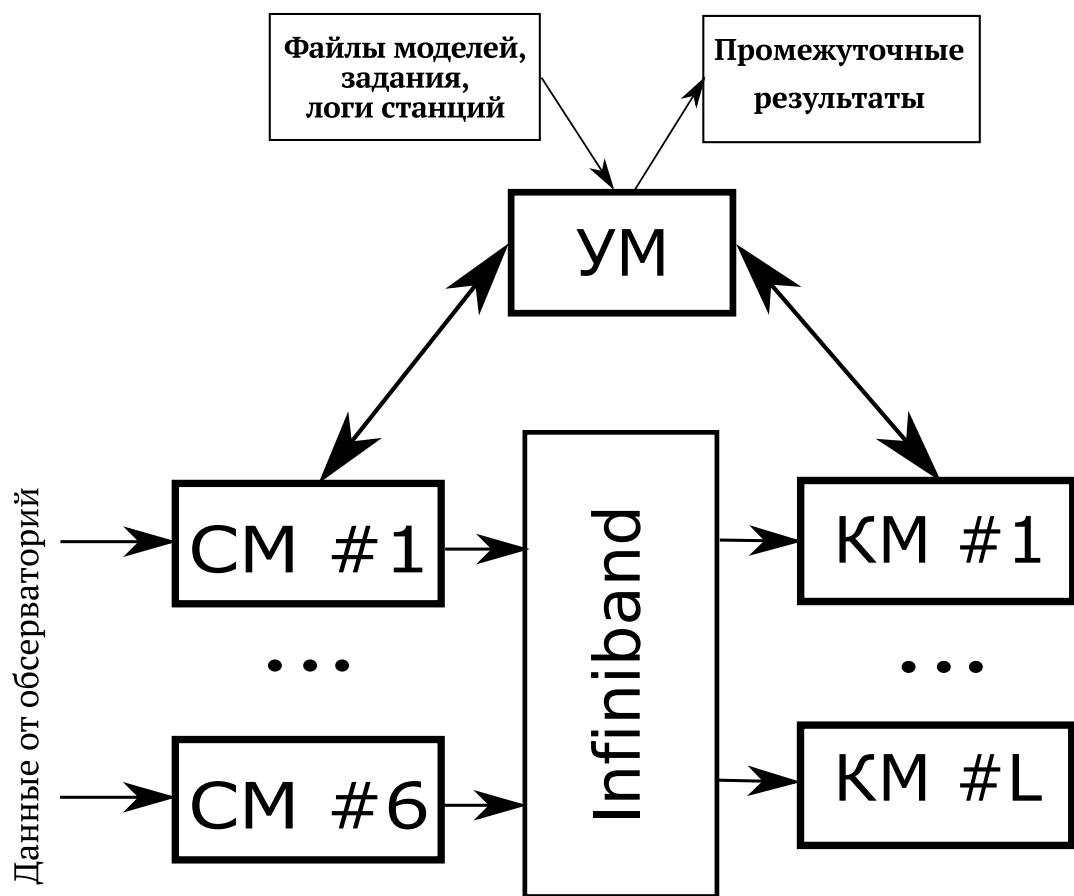 Файлы моделей,
задания,
логи станций
Промежуточные
результаты
УМ
Данные от обсерваторий
СМ #1
СМ #6
Infiniband
КМ #1
КМ #L